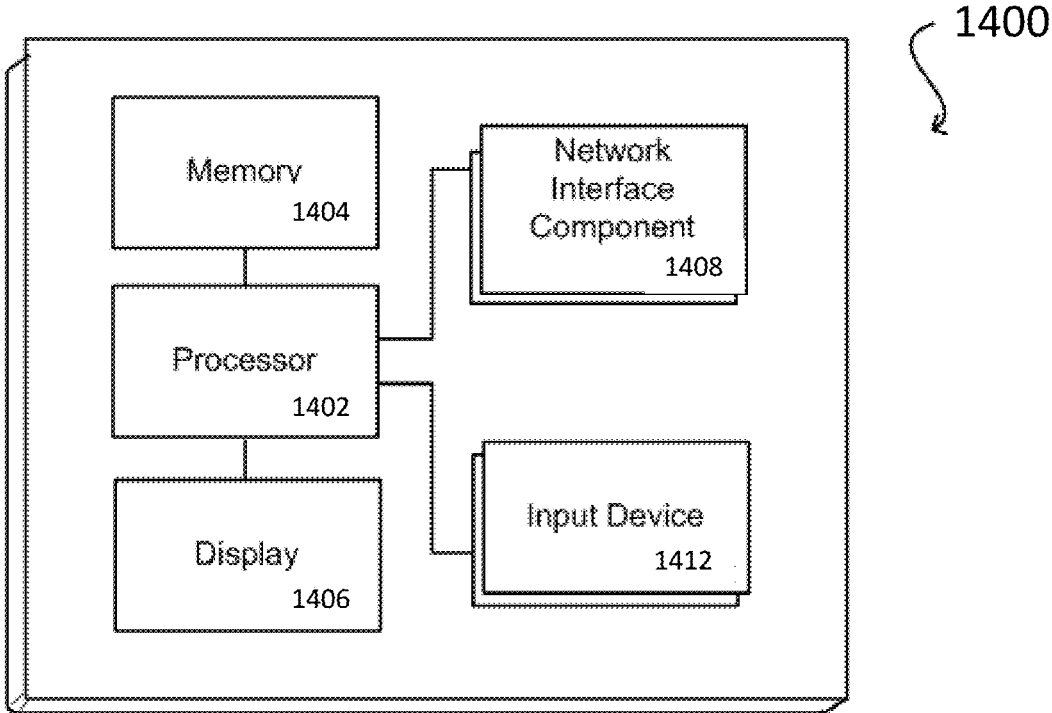 1400
Memory
1404
Network
Interface
Component
1408
Processor
1402
Input Device
1412
Display
1406